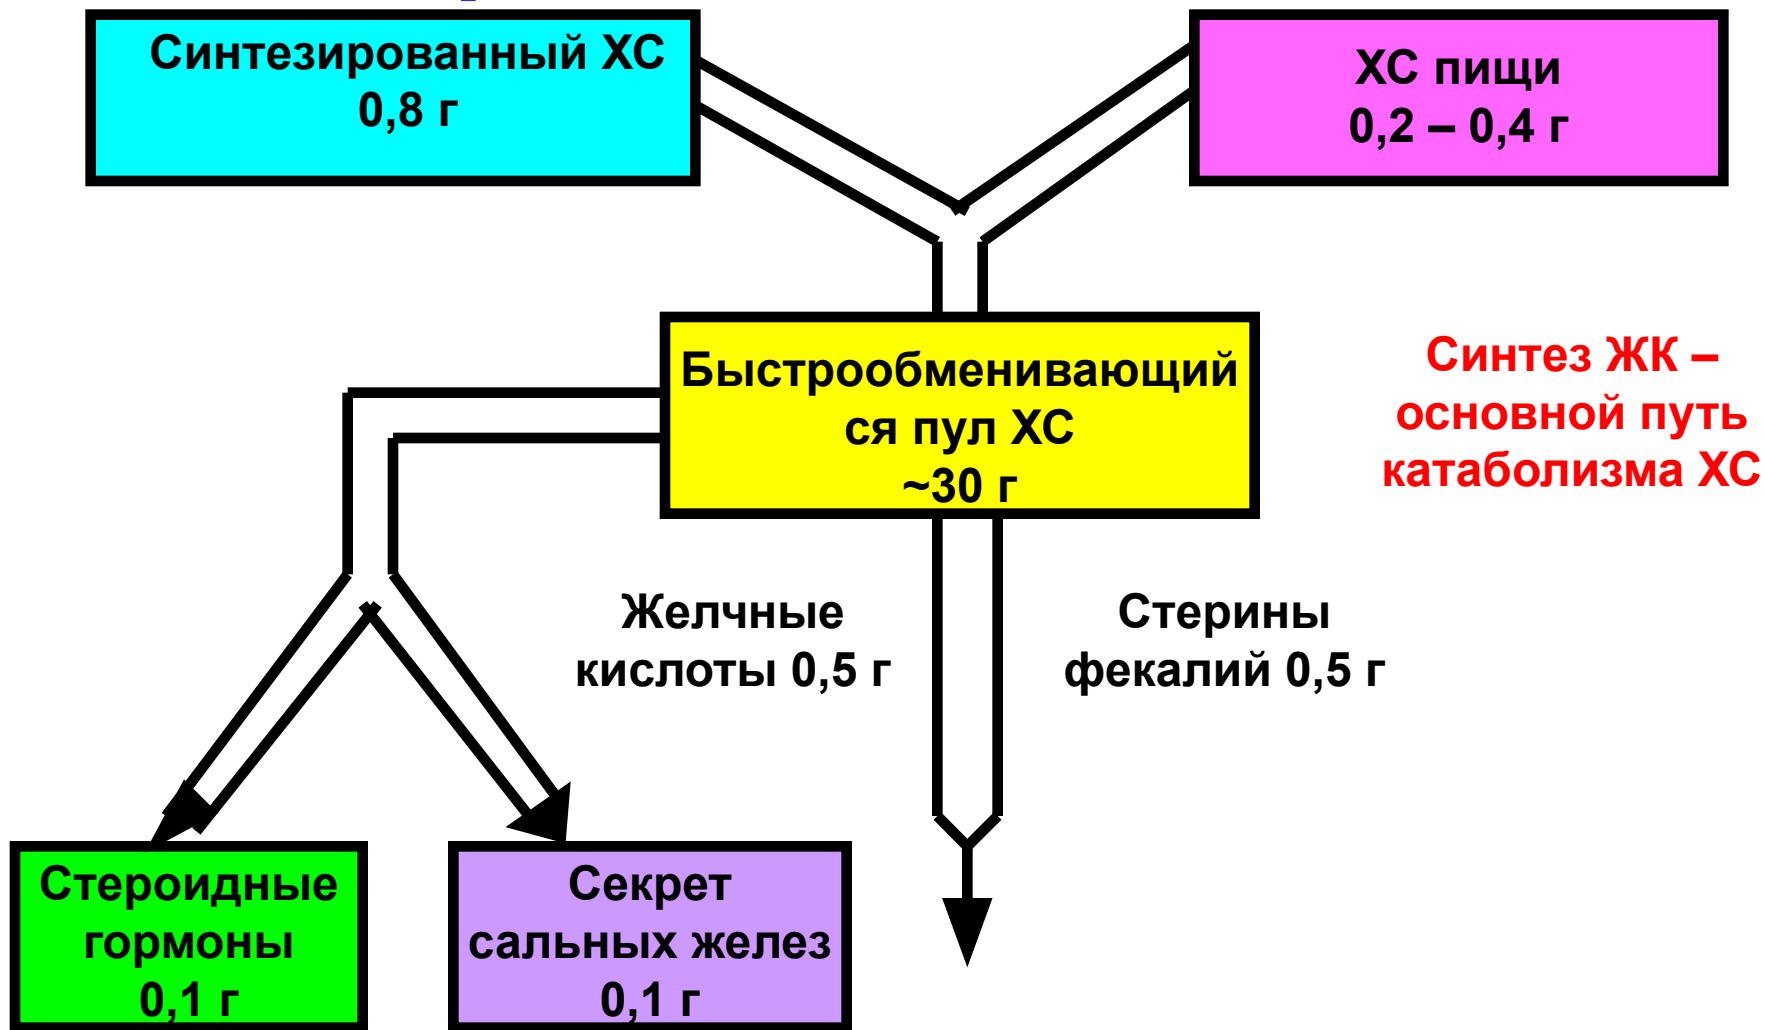 Синтезированный ХС
0,8 г
ХС пищи
0,2 – 0,4 г
Быстрообменивающий
ся пул ХС
~30 г
Синтез ЖК –
основной путь
катаболизма ХС
Желчные
кислоты 0,5 г
Стерины
фекалий 0,5 г
Стероидные
гормоны
0,1 г
Секрет
сальных желез
0,1 г